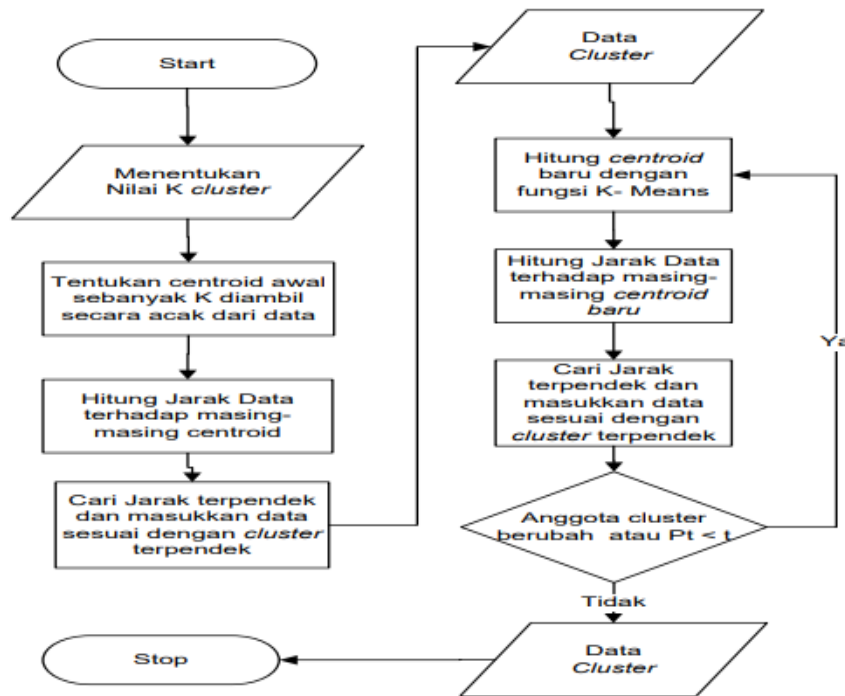 Start
Menentukan
Nilai K cluster
Tentukan centroid awal
sebanyak K diambil
secara acak dari data
Hitung Jarak Data
terhadap masing-
masing centroid
Cari Jarak terpendek
dan masukkan data
sesuai dengan cluster
terpendek
Data
Cluster
Hitung centroid
baru dengan
fungsi K- Means
Hitung Jarak Data
terhadap masing-
masing centroid
baru
Cari Jarak
terpendek dan
masukkan data
sesuai dengan
cluster terpendek
Anggota cluster
berubah atau Pt < t
Ya
Tidak
Data
Cluster
Stop